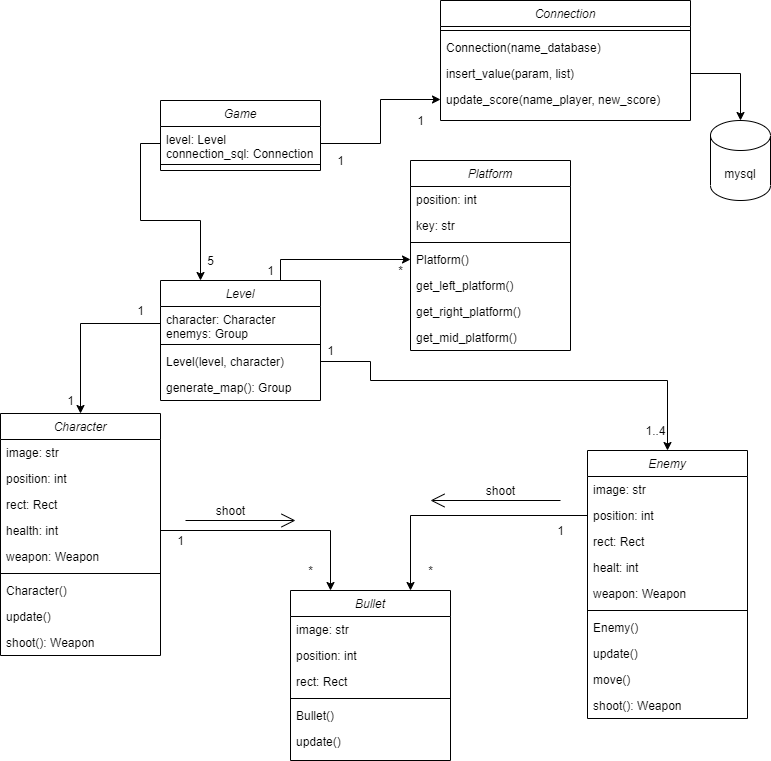 Connection
Connection(name_database)
insert_value(param, list)
update_score(name_player, new_score)
mysql
Game
level: Level
connection_sql: Connection
1
1
5
Platform
position: int
key: str
Platform()
get_left_platform()
get_right_platform()
get_mid_platform()
1
*
Level
character: Character
enemys: Group
Level(level, character)
generate_map(): Group
1
1
1
1..4
Character
image: str
position: int
rect: Rect
health: int
weapon: Weapon
Character()
update()
shoot(): Weapon
shoot
1
*
shoot
1
*
Enemy
image: str
position: int
rect: Rect
healt: int
weapon: Weapon
Enemy()
update()
move()
shoot(): Weapon
Bullet
image: str
position: int
rect: Rect
Bullet()
update()